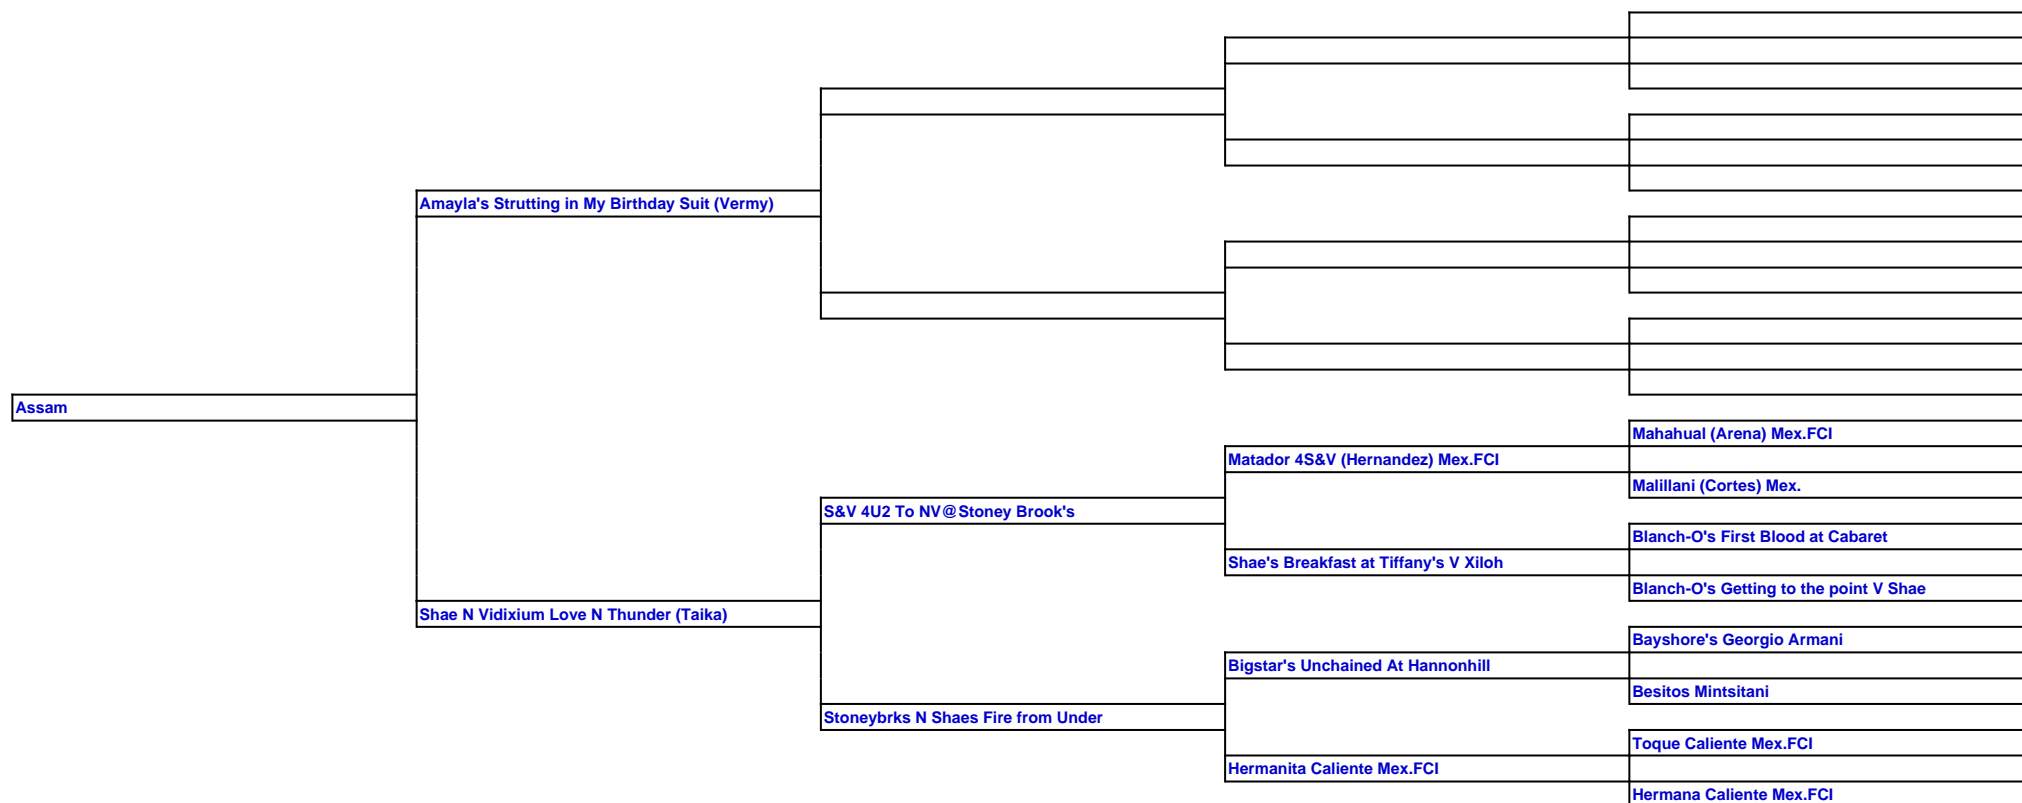 Amayla's Strutting in My Birthday Suit (Vermy)
Assam
Mahahual (Arena) Mex.FCI
Matador 4S&V (Hernandez) Mex.FCI
Malillani (Cortes) Mex.
S&V 4U2 To NV@Stoney Brook's
Blanch-O's First Blood at Cabaret
Shae's Breakfast at Tiffany's V Xiloh
Blanch-O's Getting to the point V Shae
Shae N Vidixium Love N Thunder (Taika)
Bayshore's Georgio Armani
Bigstar's Unchained At Hannonhill
Besitos Mintsitani
Stoneybrks N Shaes Fire from Under
Toque Caliente Mex.FCI
Hermanita Caliente Mex.FCI
Hermana Caliente Mex.FCI